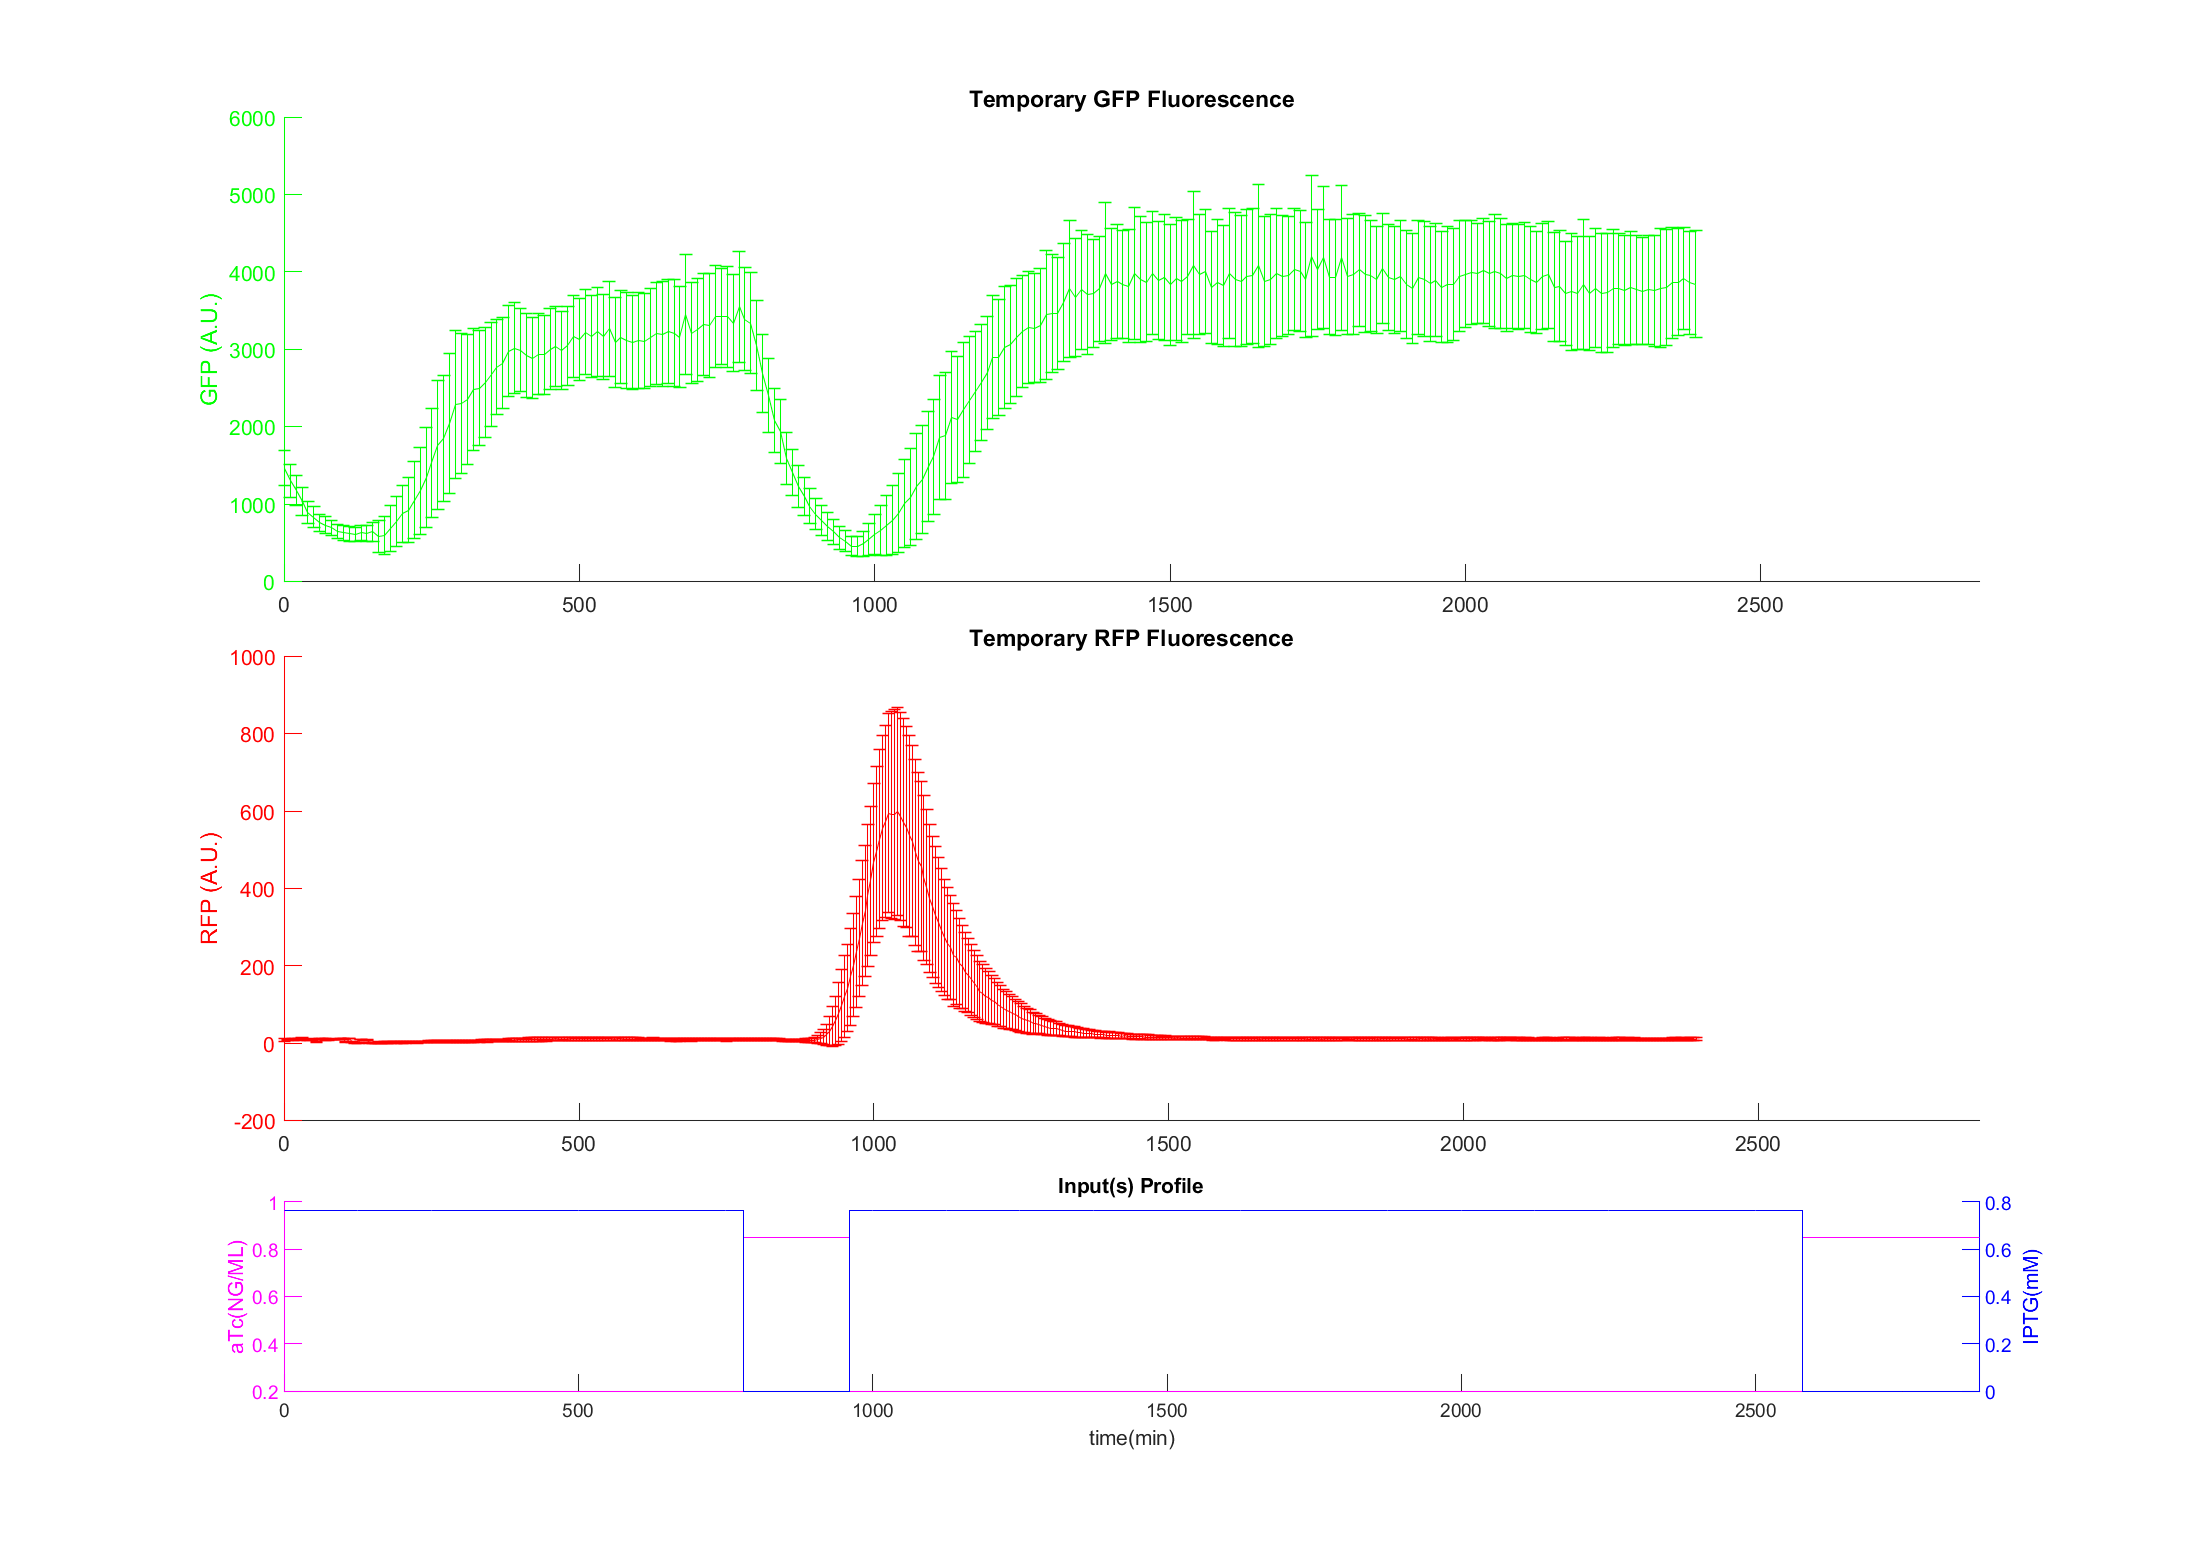 Temporary GFP Fluorescence
6000
5000
4000
3000
2000
1000
0
GFP (A.U.)
0 500 1000 1500 2000 2500
Temporary RFP Fluorescence
1000
800
600
400
200
0
-200
RFP (A.U.)
0 500 1000 1500 2000 2500
Input(s) Profile
1
0.8
0.6
0.4
0.2
aTc(NG/ML)
0.8
0.6
0.4
0.2
0
IPTG(mM)
0 500 1000 1500 2000 2500
time(min)